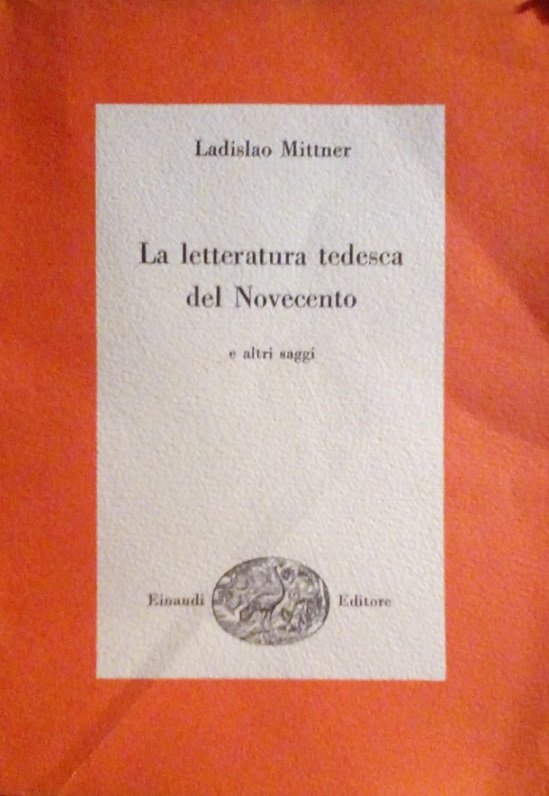 Ladislao Mittner
La letteratura tedesca
del Novecento
e altri saggi
Einaudi Editore